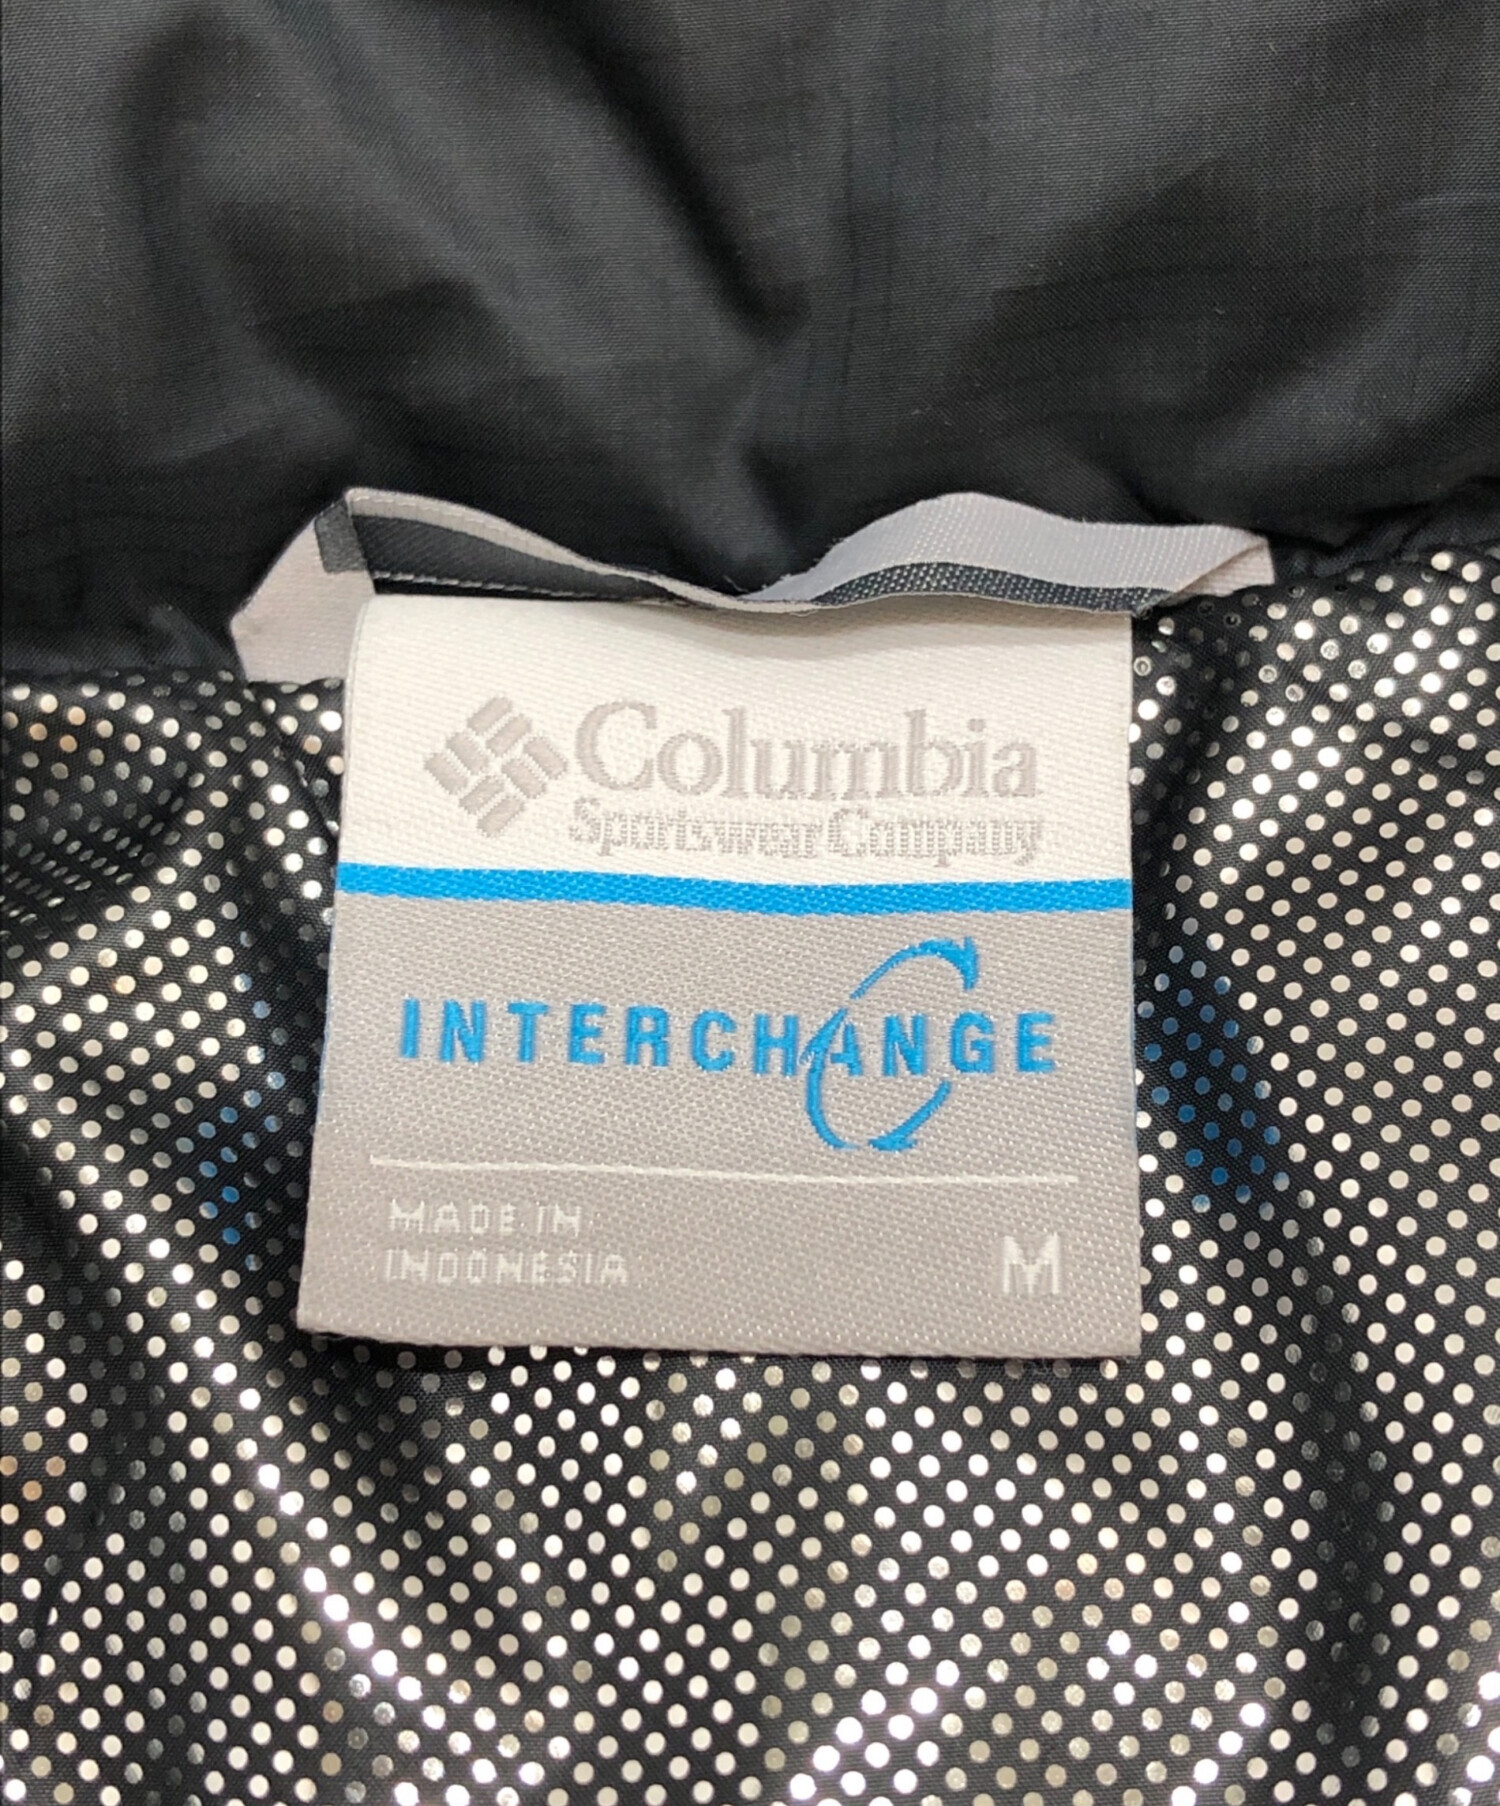 Columbia
Sportswear Company
INTERCHANGE
MADE IN
INDONESIA
M